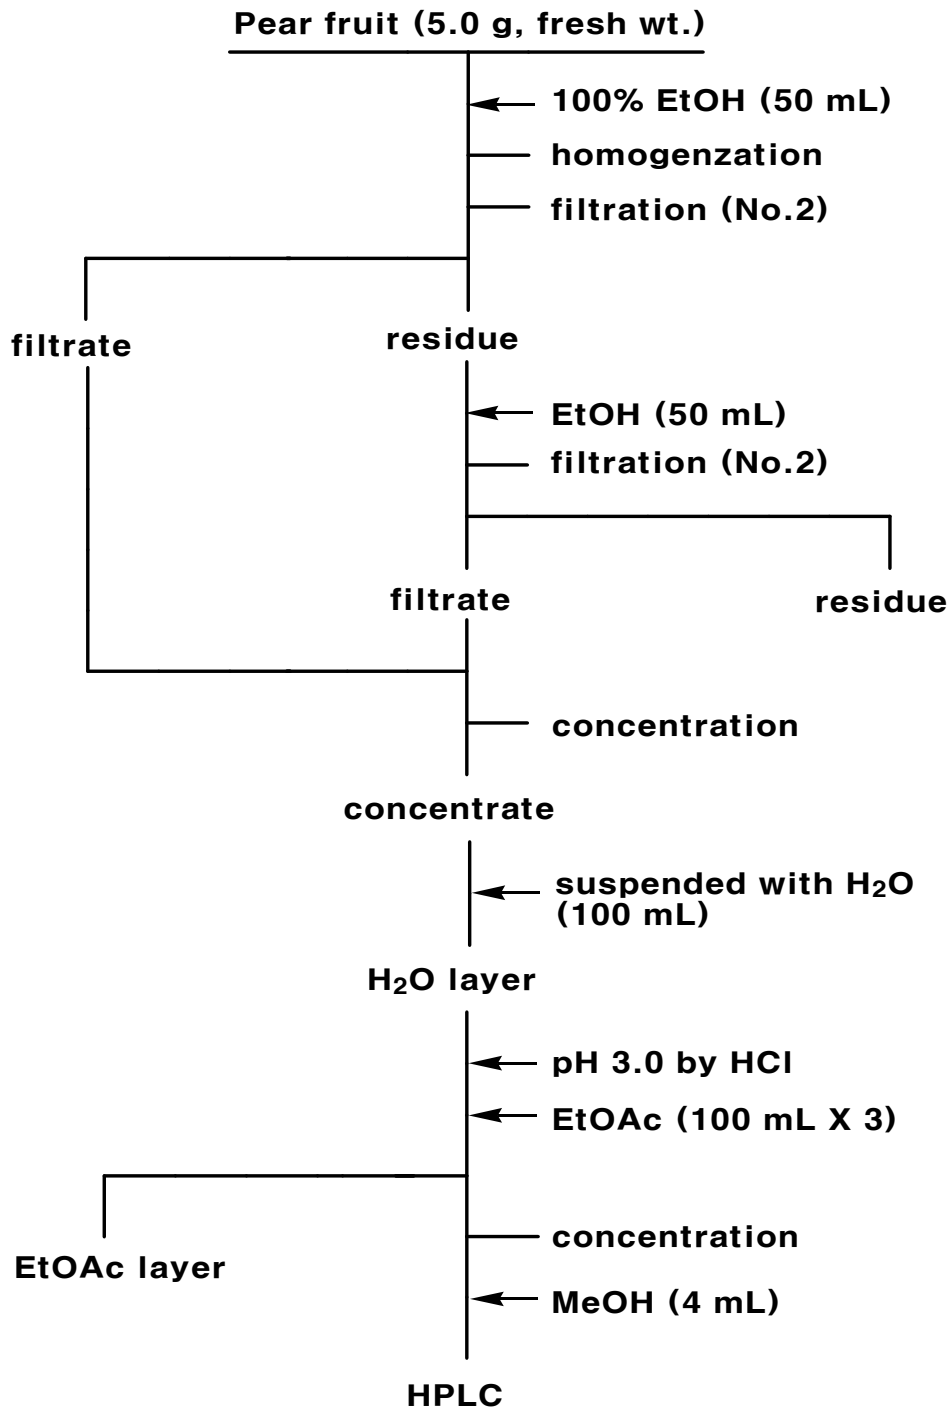 Pear fruit (5.0 g, fresh wt.)
100% EtOH (50 mL)
homogenzation
filtration (No.2)
filtrate
residue
EtOH (50 mL)
filtration (No.2)
filtrate
residue
concentration
concentrate
suspended with H₂O
(100 mL)
H₂O layer
pH 3.0 by HCl
EtOAc (100 mL X 3)
concentration
EtOAc layer
MeOH (4 mL)
HPLC